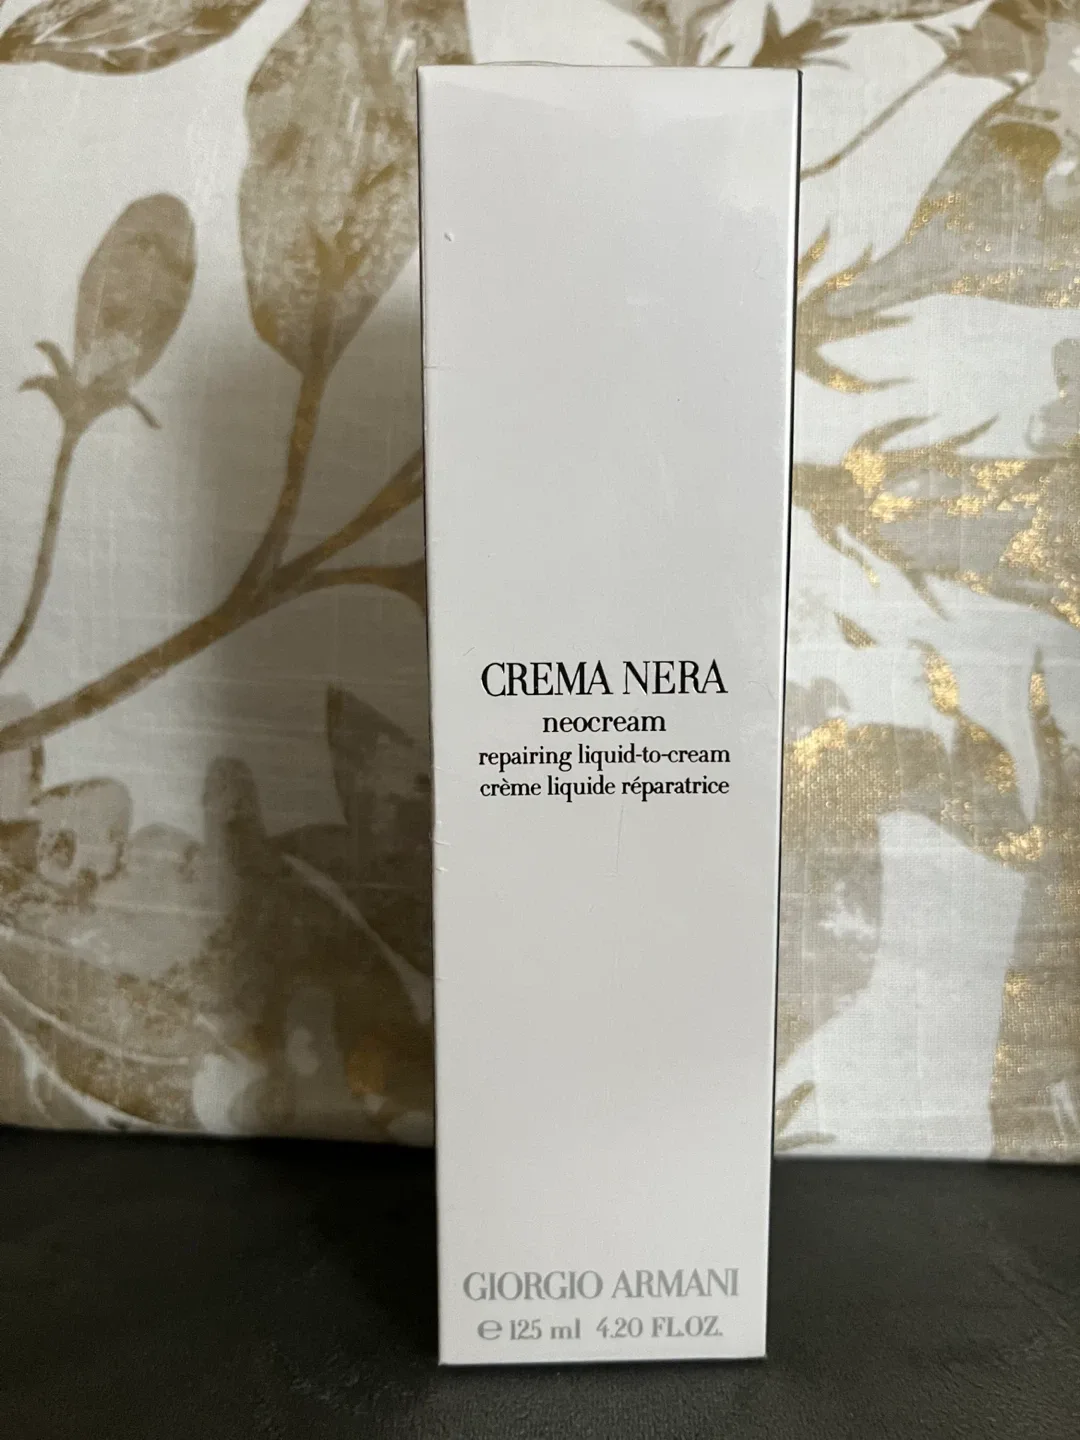 CREMA NERA
neocream
repairing liquid-to-cream
crème liquide réparatrice
GIORGIO ARMANI
℮ 125 ml 4.20 FL.OZ.